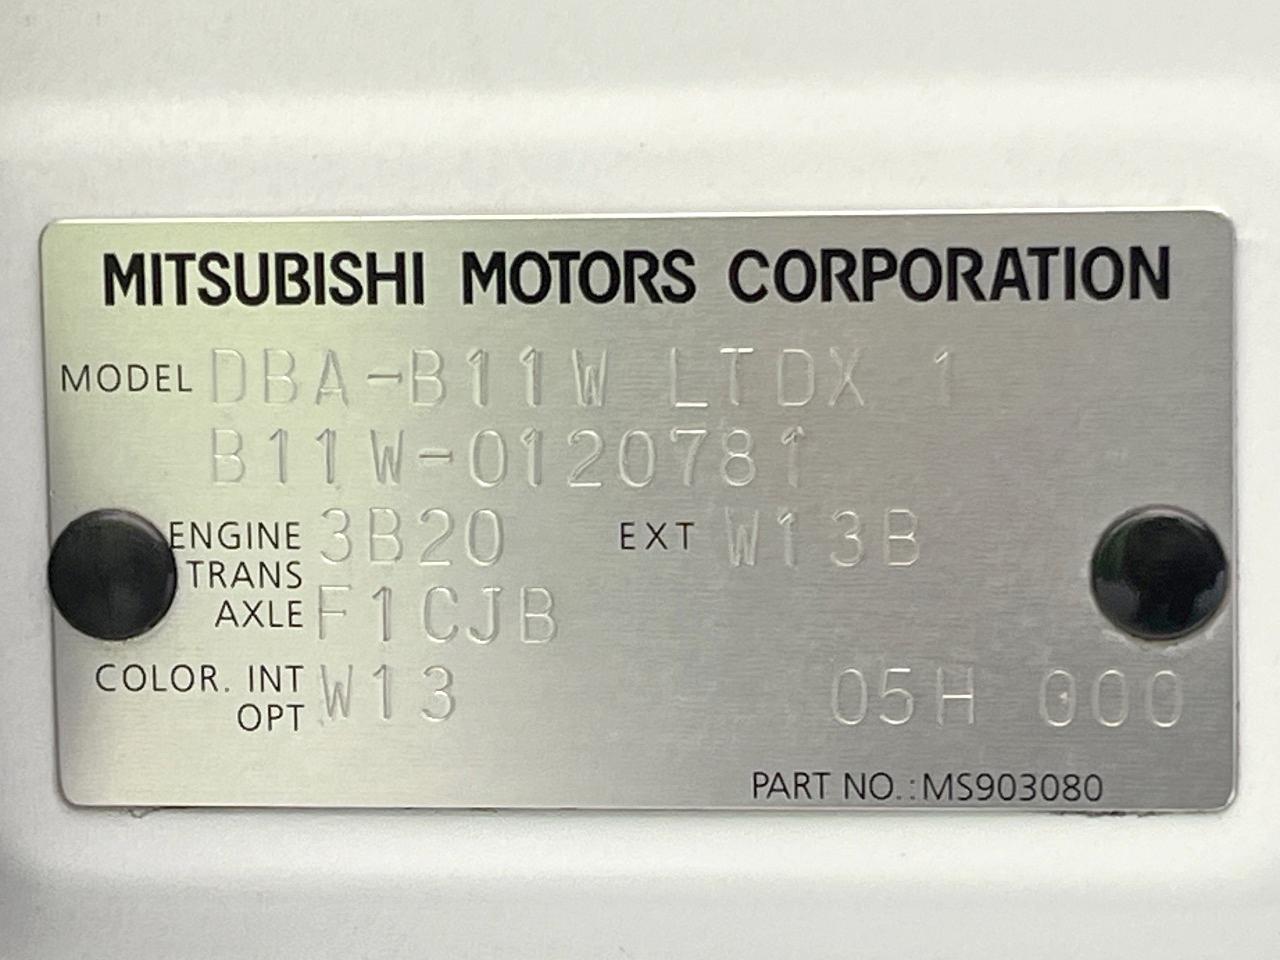 MITSUBISHI MOTORS CORPORATION
MODEL DBA-B11W LTDX 1
B11W-0120781
ENGINE 3B20 EXT W13B
TRANS
AXLE F1CJB
COLOR. INT W13 05H 000
OPT
PART NO.:MS903080